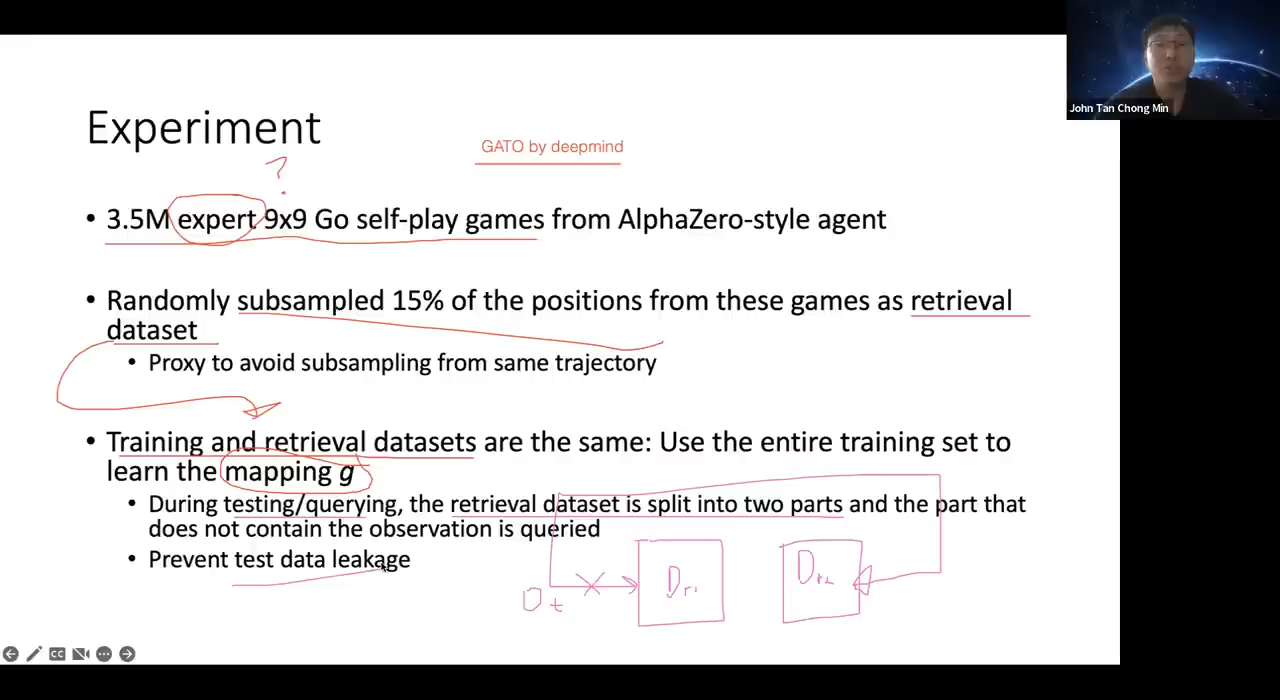 John Tan Chong Min
Experiment
GATO by deepmind
?
• 3.5M expert 9x9 Go self-play games from AlphaZero-style agent
• Randomly subsampled 15% of the positions from these games as retrieval
dataset
• Proxy to avoid subsampling from same trajectory
• Training and retrieval datasets are the same: Use the entire training set to
learn the mapping g
• During testing/querying, the retrieval dataset is split into two parts and the part that
does not contain the observation is queried
• Prevent test data leakage
Ot
Dr1
Dr2
CC